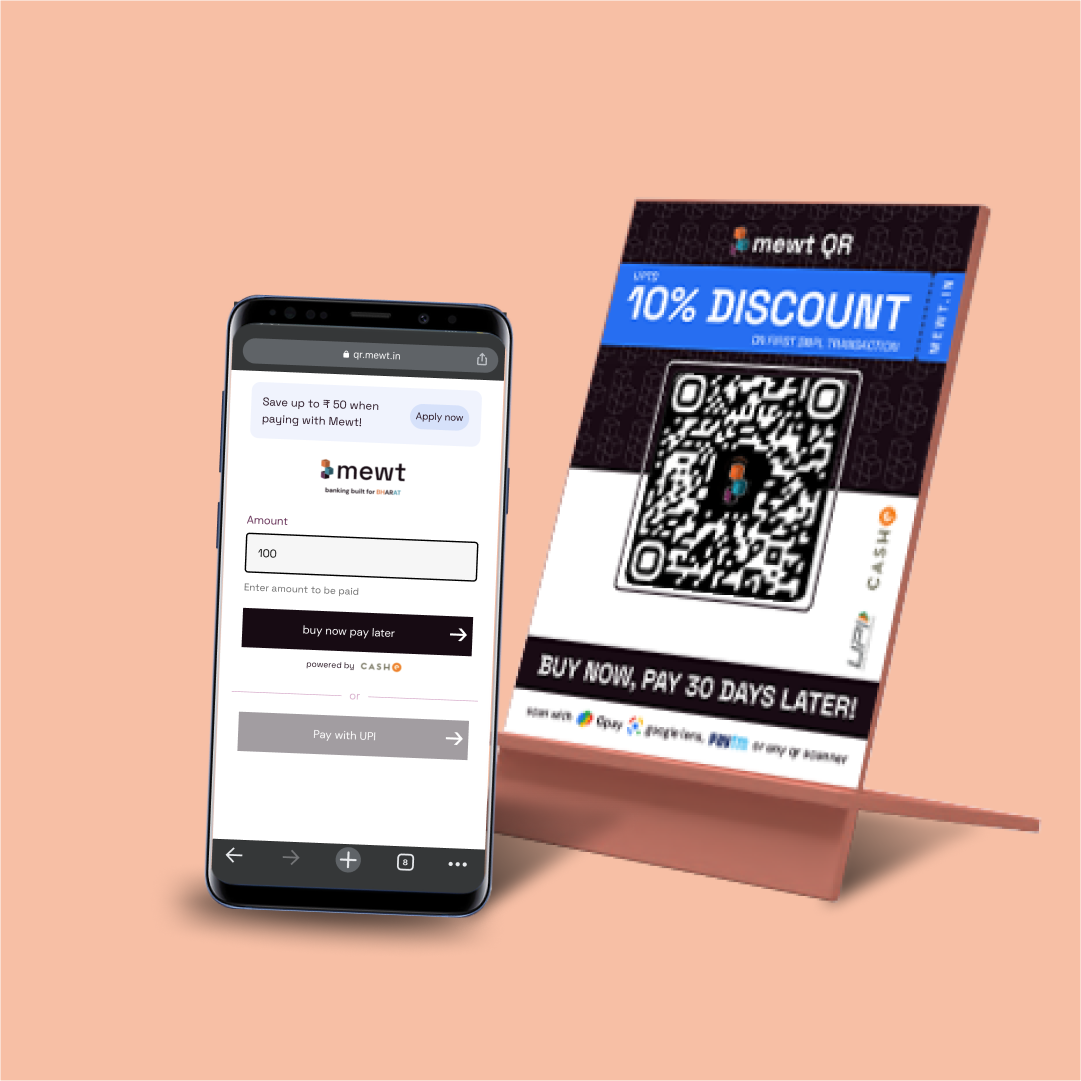 qr.mewt.in
Save up to ₹ 50 when
paying with Mewt!
Apply now
mewt
banking built for BHARAT
Amount
100
Enter amount to be paid
buy now pay later
powered by CASHe
or
Pay with UPI
8
mewt QR
UPTO
10% DISCOUNT
ON FIRST SMPL TRANSACTION
MEWT.IN
CASHe
UPI
BUY NOW, PAY 30 DAYS LATER!
scan with GPay google lens, paytm or any qr scanner